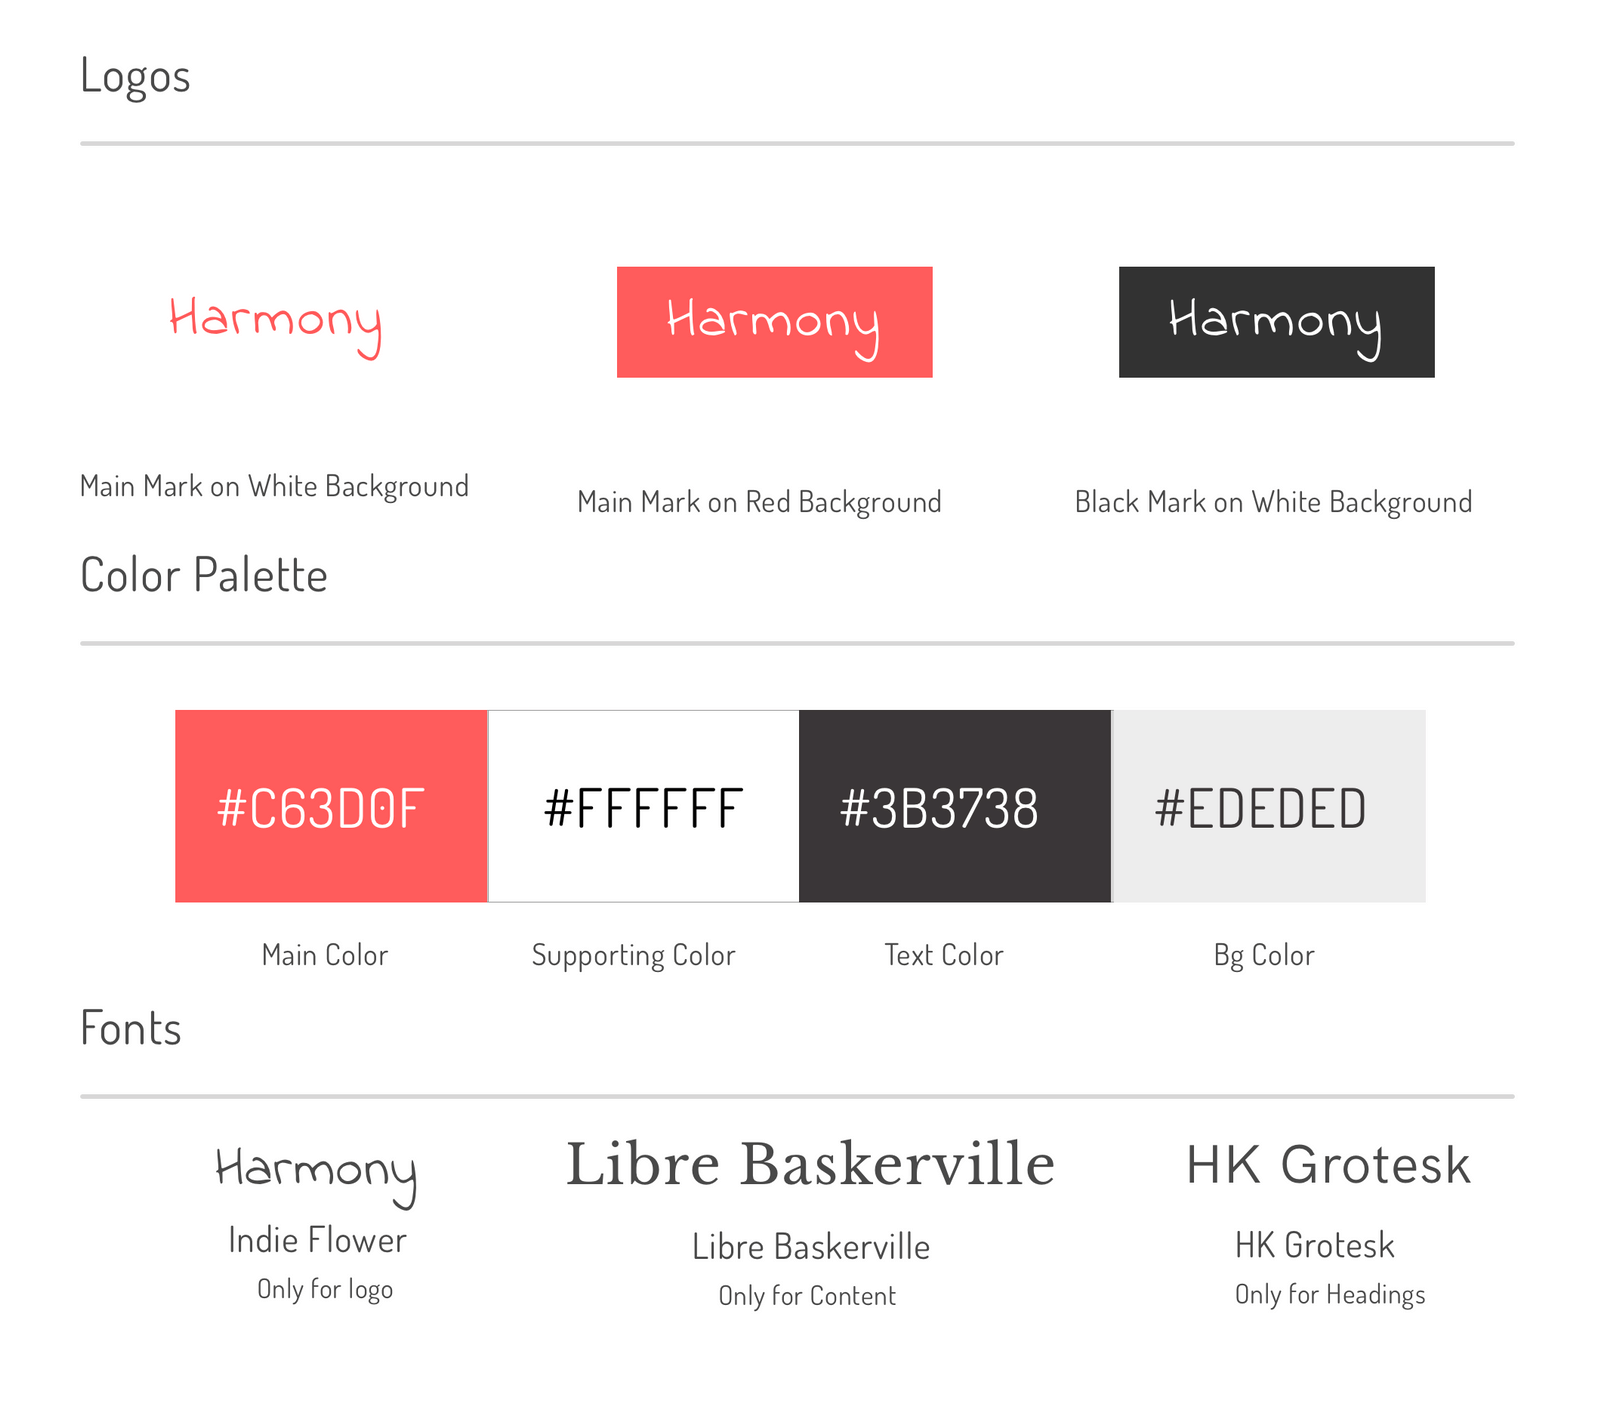 Logos
Harmony
Harmony
Harmony
Main Mark on White Background
Main Mark on Red Background
Black Mark on White Background
Color Palette
#C63D0F
#FFFFFF
#3B3738
#EDEDED
Main Color
Supporting Color
Text Color
Bg Color
Fonts
Harmony
Libre Baskerville
HK Grotesk
Indie Flower
Libre Baskerville
HK Grotesk
Only for logo
Only for Content
Only for Headings